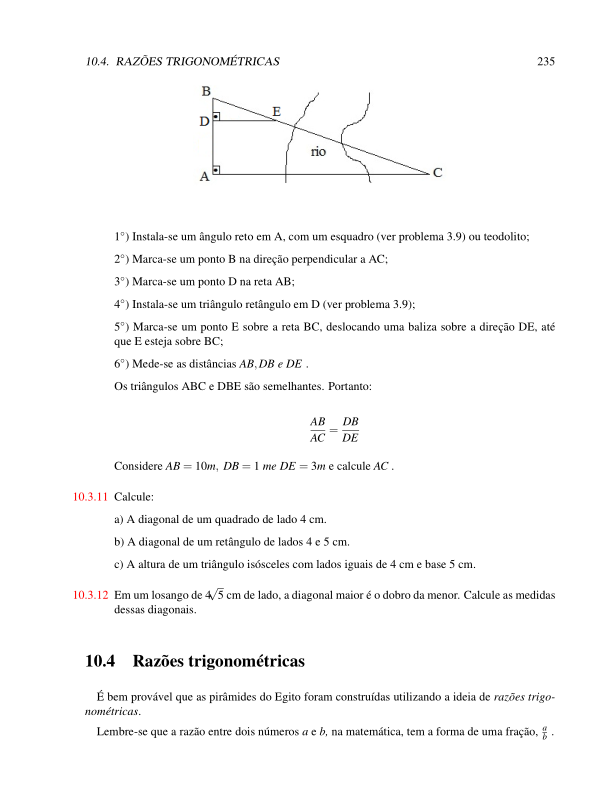 10.4. RAZÕES TRIGONOMÉTRICAS 235
B
D
E
rio
A
C
1°) Instala-se um ângulo reto em A, com um esquadro (ver problema 3.9) ou teodolito;
2°) Marca-se um ponto B na direção perpendicular a AC;
3°) Marca-se um ponto D na reta AB;
4°) Instala-se um triângulo retângulo em D (ver problema 3.9);
5°) Marca-se um ponto E sobre a reta BC, deslocando uma baliza sobre a direção DE, até
que E esteja sobre BC;
6°) Mede-se as distâncias AB, DB e DE .
Os triângulos ABC e DBE são semelhantes. Portanto:
AB/AC = DB/DE
Considere AB = 10m, DB = 1 me DE = 3m e calcule AC .
10.3.11 Calcule:
a) A diagonal de um quadrado de lado 4 cm.
b) A diagonal de um retângulo de lados 4 e 5 cm.
c) A altura de um triângulo isósceles com lados iguais de 4 cm e base 5 cm.
10.3.12 Em um losango de 4√5 cm de lado, a diagonal maior é o dobro da menor. Calcule as medidas
dessas diagonais.
10.4 Razões trigonométricas
É bem provável que as pirâmides do Egito foram construídas utilizando a ideia de razões trigo-
nométricas.
Lembre-se que a razão entre dois números a e b, na matemática, tem a forma de uma fração, a/b .